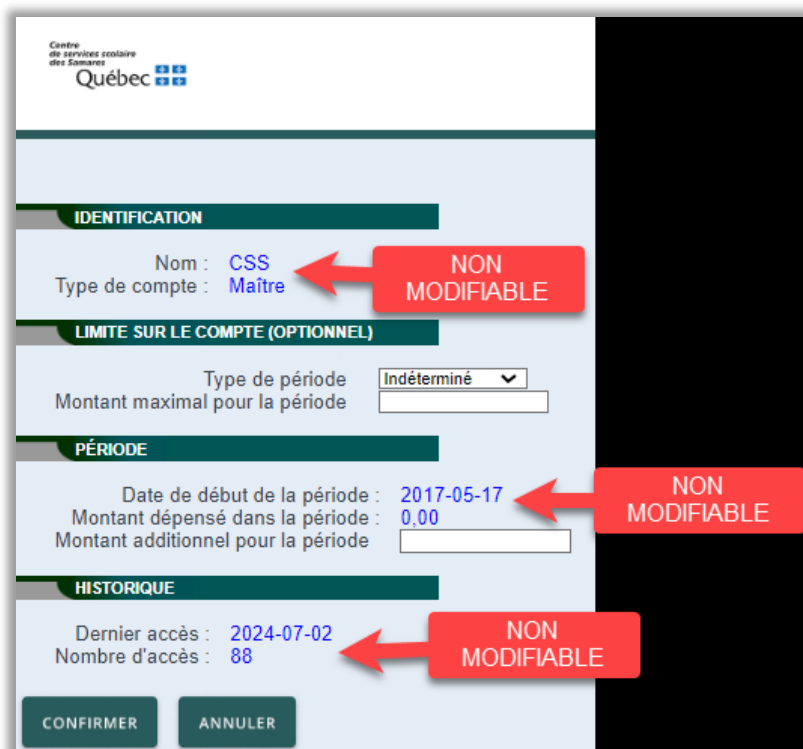 Centre
de services scolaire
des Samares
Québec
IDENTIFICATION
Nom : CSS
Type de compte : Maître
NON
MODIFIABLE
LIMITE SUR LE COMPTE (OPTIONNEL)
Type de période Indéterminé
Montant maximal pour la période
PÉRIODE
Date de début de la période : 2017-05-17
Montant dépensé dans la période : 0,00
Montant additionnel pour la période
NON
MODIFIABLE
HISTORIQUE
Dernier accès : 2024-07-02
Nombre d'accès : 88
NON
MODIFIABLE
CONFIRMER ANNULER